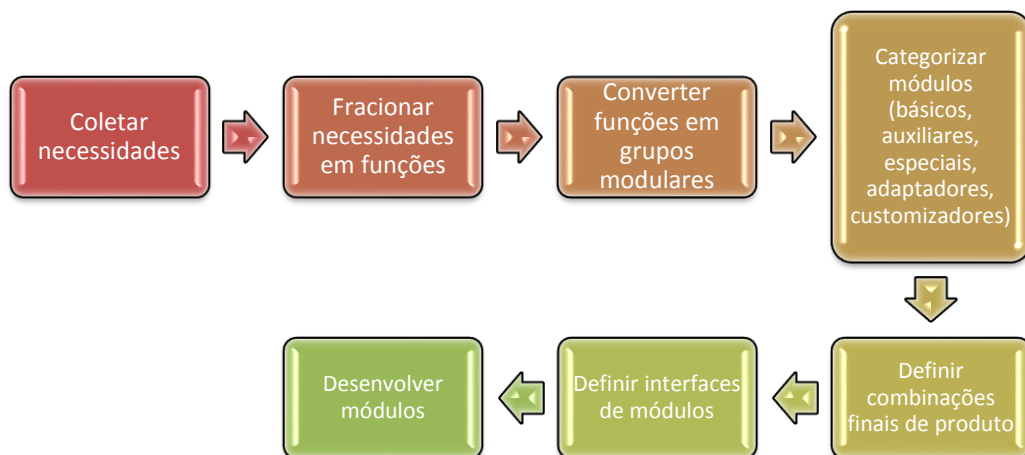 Coletar
necessidades
Fracionar
necessidades
em funções
Converter
funções em
grupos
modulares
Categorizar
módulos
(básicos,
auxiliares,
especiais,
adaptadores,
customizadores)
Definir
combinações
finais de produto
Definir interfaces
de módulos
Desenvolver
módulos